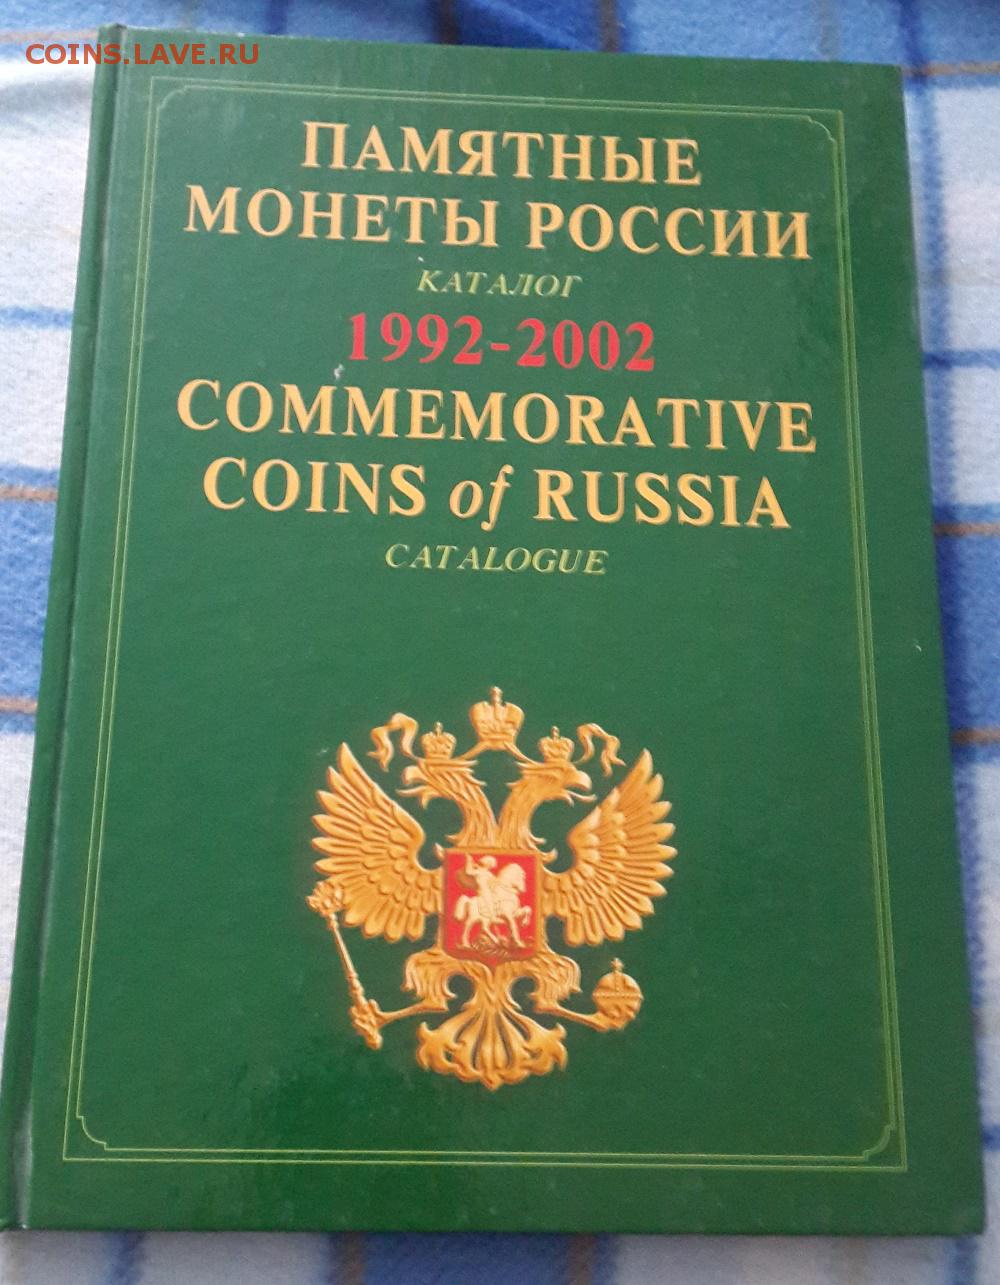 COINS.LAVE.RU
ПАМЯТНЫЕ
МОНЕТЫ РОССИИ
КАТАЛОГ
1992-2002
COMMEMORATIVE
COINS of RUSSIA
CATALOGUE